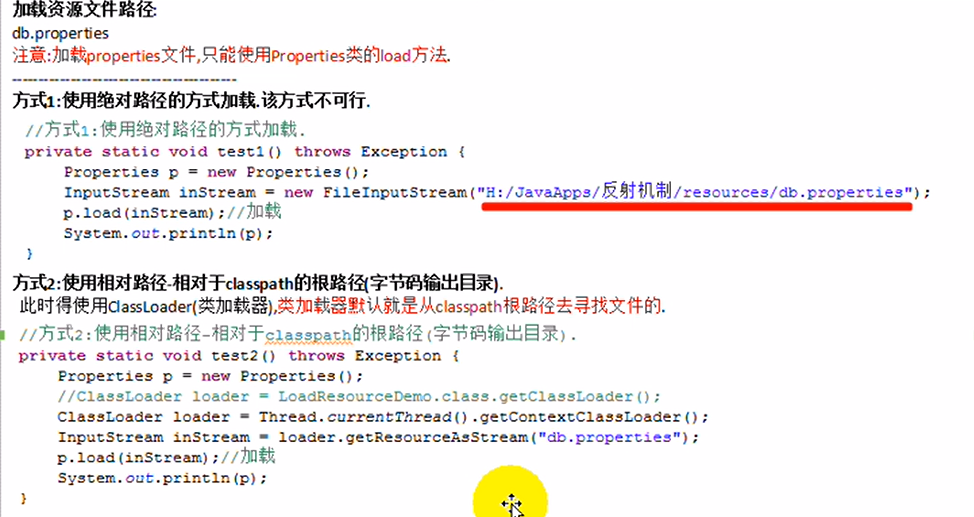 加载资源文件路径:
db.properties
注意:加载properties文件,只能使用Properties类的load方法.
----------------------------------------
方式1:使用绝对路径的方式加载.该方式不可行.
//方式1:使用绝对路径的方式加载.
private static void test1() throws Exception {
Properties p = new Properties();
InputStream inStream = new FileInputStream("H:/JavaApps/反射机制/resources/db.properties");
p.load(inStream);//加载
System.out.println(p);
}
方式2:使用相对路径-相对于classpath的根路径(字节码输出目录).
此时得使用ClassLoader(类加载器),类加载器默认就是从classpath根路径去寻找文件的.
//方式2:使用相对路径-相对于classpath的根路径(字节码输出目录).
private static void test2() throws Exception {
Properties p = new Properties();
//ClassLoader loader = LoadResourceDemo.class.getClassLoader();
ClassLoader loader = Thread.currentThread().getContextClassLoader();
InputStream inStream = loader.getResourceAsStream("db.properties");
p.load(inStream);//加载
System.out.println(p);
}